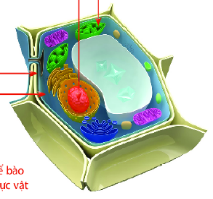 ế bào
ực vật